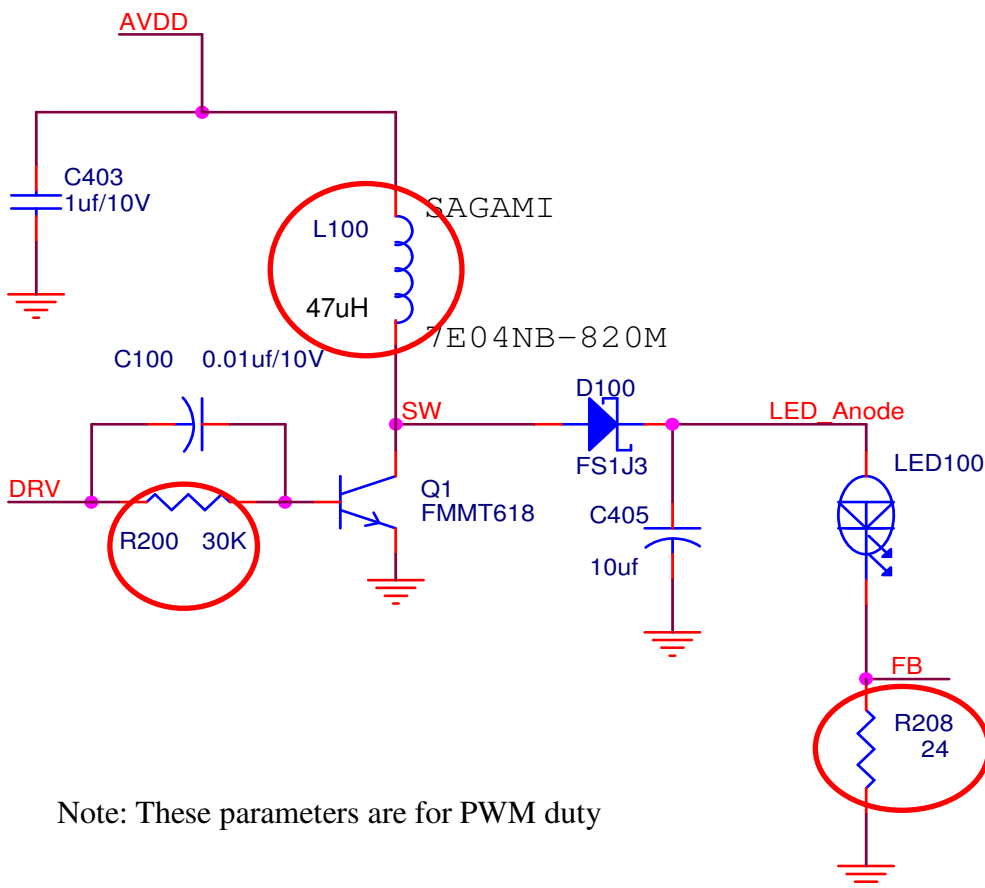 AVDD
C403
1uf/10V
SAGAMI
L100
47uH
7E04NB-820M
C100 0.01uf/10V
D100
SW
LED_Anode
FS1J3
LED100
DRV
Q1
FMMT618
C405
R200 30K
10uf
FB
R208
24
Note: These parameters are for PWM duty